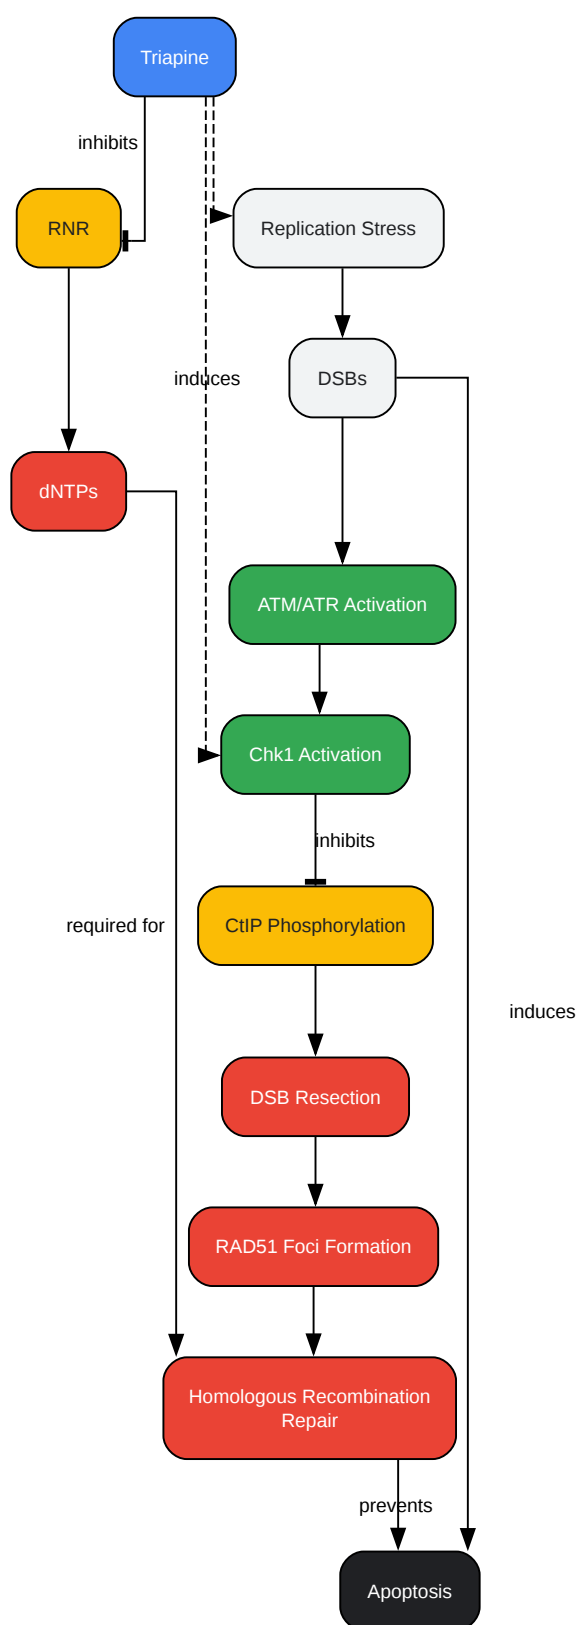 Triapine
inhibits
RNR
Replication Stress
induces
DSBs
dNTPs
ATM/ATR Activation
Chk1 Activation
inhibits
required for
CtIP Phosphorylation
induces
DSB Resection
RAD51 Foci Formation
Homologous Recombination
Repair
prevents
Apoptosis